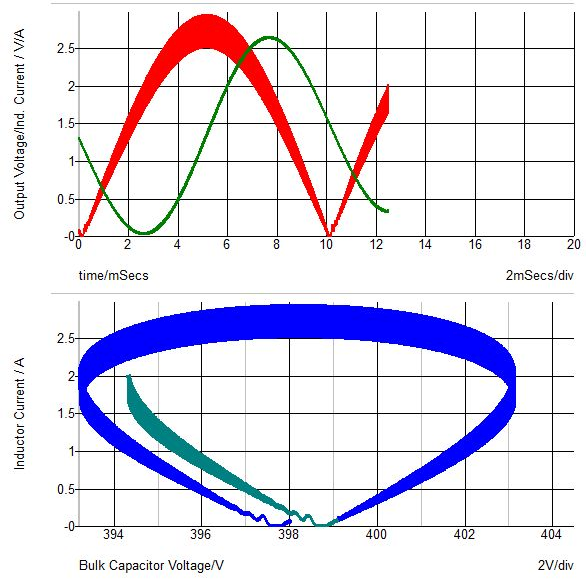 Output Voltage/Ind. Current / V/A
2.5
2
1.5
1
0.5
-0
0 2 4 6 8 10 12 14 16 18 20
time/mSecs 2mSecs/div
Inductor Current / A
2.5
2
1.5
1
0.5
-0
394 396 398 400 402 404
Bulk Capacitor Voltage/V 2V/div